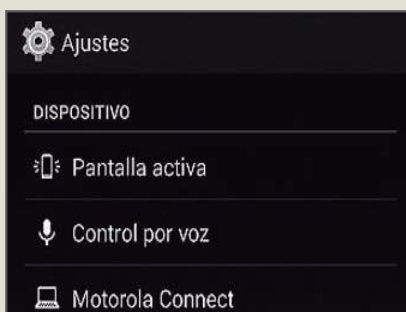 Ajustes
DISPOSITIVO
Pantalla activa
Control por voz
Motorola Connect